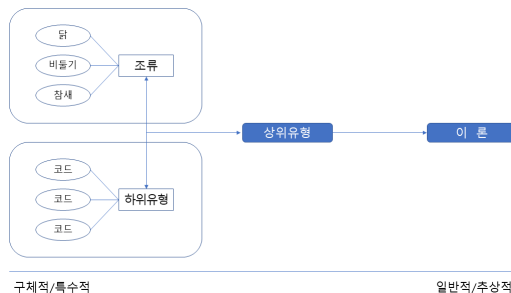 닭
비둘기
조류
참새
상위유형
이 론
코드
코드
하위유형
코드
구체적/특수적
일반적/추상적